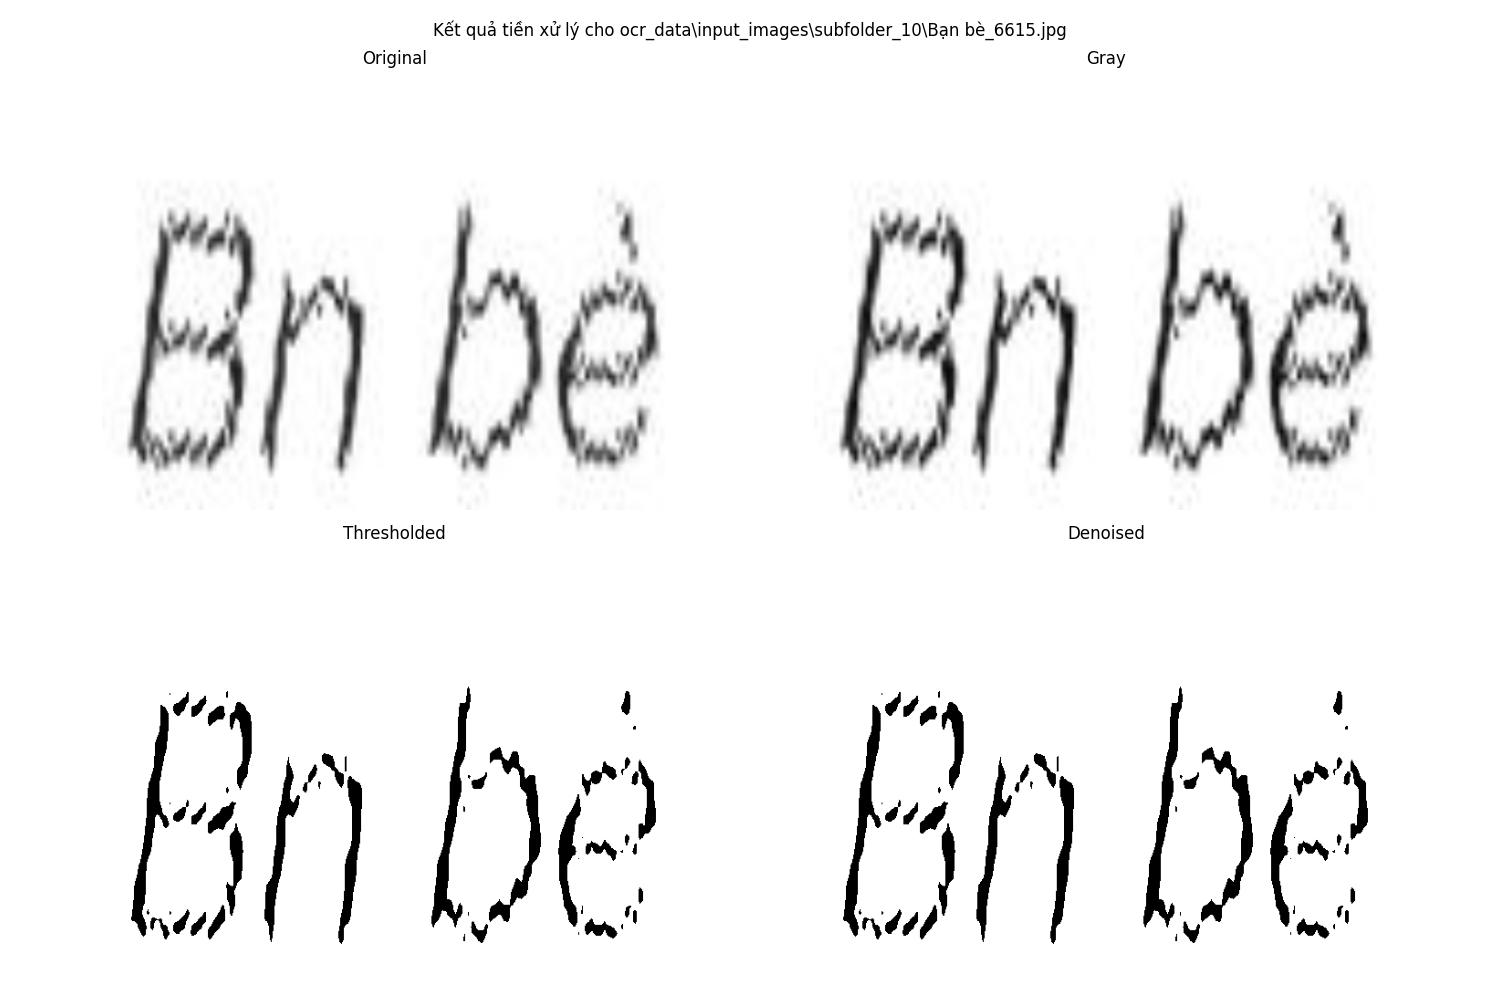 Kết quả tiền xử lý cho ocr_data\input_images\subfolder_10\Bạn bè_6615.jpg
Original
Gray
Bn bè
Bn bè
Thresholded
Denoised
Bn bè
Bn bè